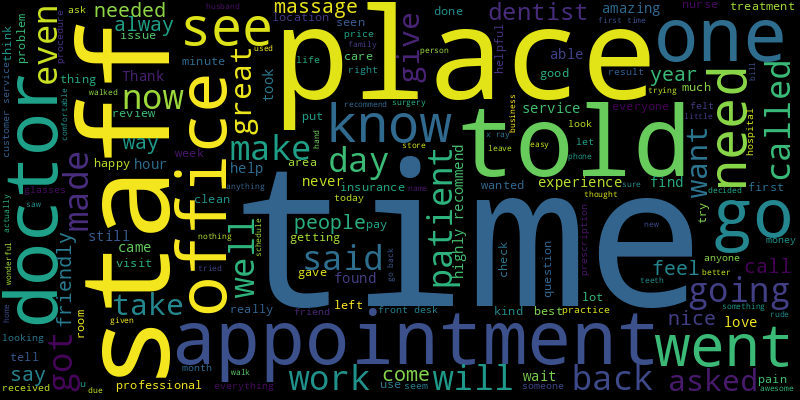 husband
ask
needed
alway
see
massage
location
seen
done
dentist
amazing
nurse
treatment
first time
think
problem
procedure
even
issue
staff
place
price
family
give
helpful
one
customer service
thing
minute
great
took
life
care
right
used
person
able
good
result
year
much
trying
called
doctor
comfortable
walked
Thank
now
office
put
recommend
surgery
business
service
everyone
felt
little
need
hospital
bill
review
way
make
know
hand
store
x ray
look
leave
easy
let
phone
told
want
happy
hour
week
help
area
day
patient
highly recommend
made
glasses
actually
saw
clean
anything
never
insurance
name
today
wanted
experience
sure
find
thought
decided
first
try
go
friendly
still
came
visit
nothing
tried
well
schedule
time
people
pay
getting
said
gave
found
go back
check
question
prescription
new
anyone
better
money
feel
teeth
call
wonderful
home
take
room
given
really
friend
left
front desk
kind
best
practice
lot
going
something
rude
nice
love
looking
tell
say
got
appointment
went
received
u
due
professional
month
walk
everything
work
come
use
seem
will
wait
someone
back
asked
pain
awesome